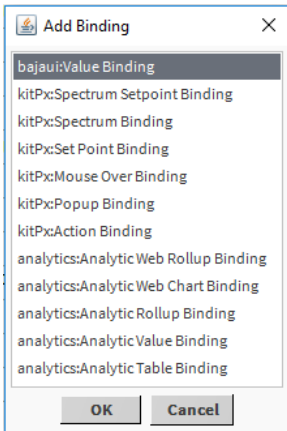 Add Binding
bajaui:Value Binding
kitPx:Spectrum Setpoint Binding
kitPx:Spectrum Binding
kitPx:Set Point Binding
kitPx:Mouse Over Binding
kitPx:Popup Binding
kitPx:Action Binding
analytics:Analytic Web Rollup Binding
analytics:Analytic Web Chart Binding
analytics:Analytic Rollup Binding
analytics:Analytic Value Binding
analytics:Analytic Table Binding
OK Cancel